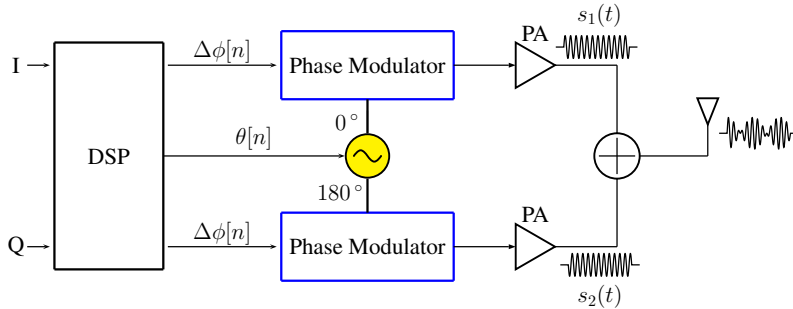 s₁(t)
Δϕ[n]
PA
I
Phase Modulator
0°
DSP
θ[n]
180°
Δϕ[n]
PA
Q
Phase Modulator
s₂(t)